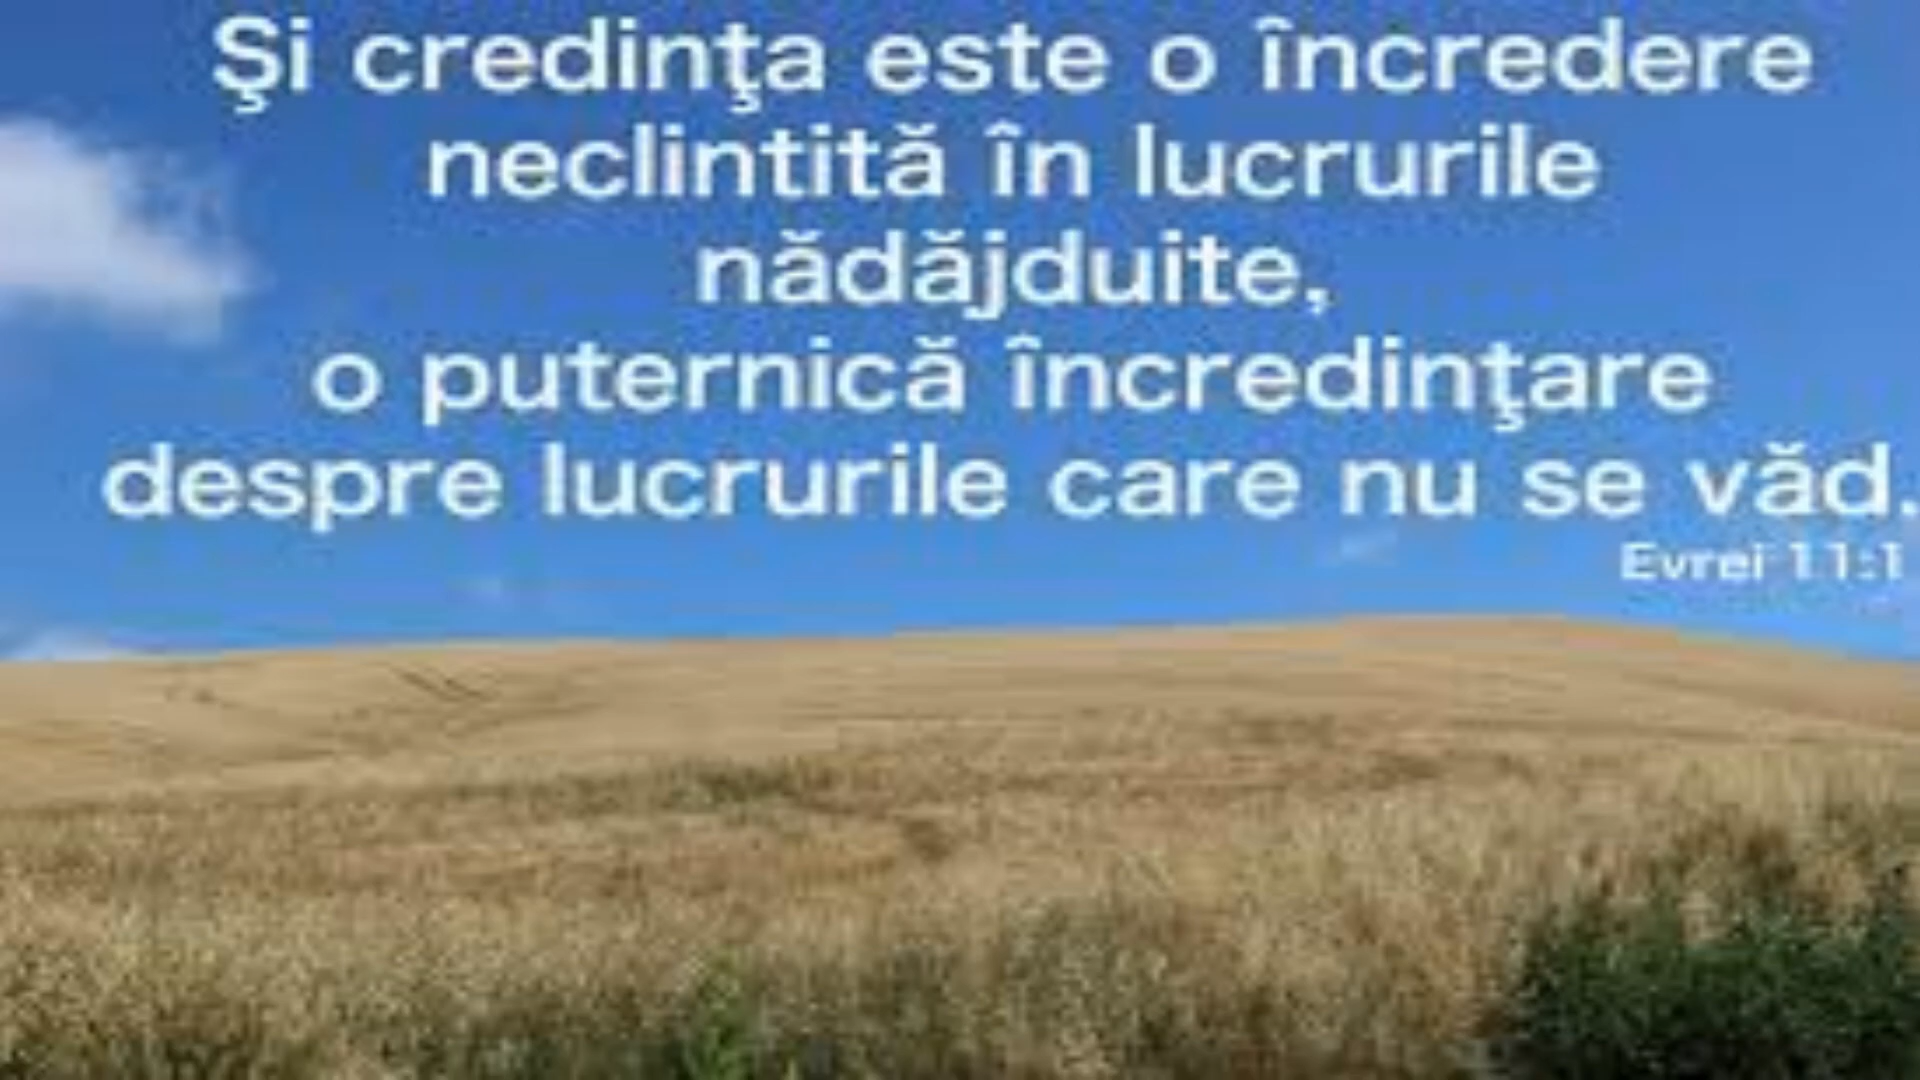 Şi credinţa este o încredere
neclintită în lucrurile
nădăjduite,
o puternică încredinţare
despre lucrurile care nu se văd.
Evrei 11:1